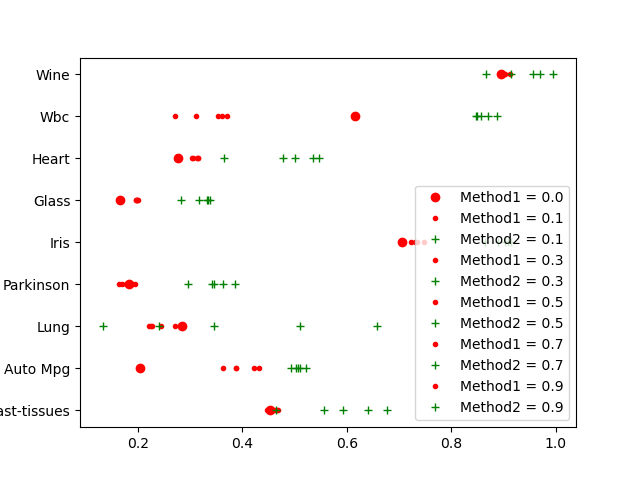 Wine
Wbc
Heart
Glass
Iris
Parkinson
Lung
Auto Mpg
ast-tissues
0.2
0.4
0.6
0.8
1.0
Method1 = 0.0
Method1 = 0.1
Method2 = 0.1
Method1 = 0.3
Method2 = 0.3
Method1 = 0.5
Method2 = 0.5
Method1 = 0.7
Method2 = 0.7
Method1 = 0.9
Method2 = 0.9